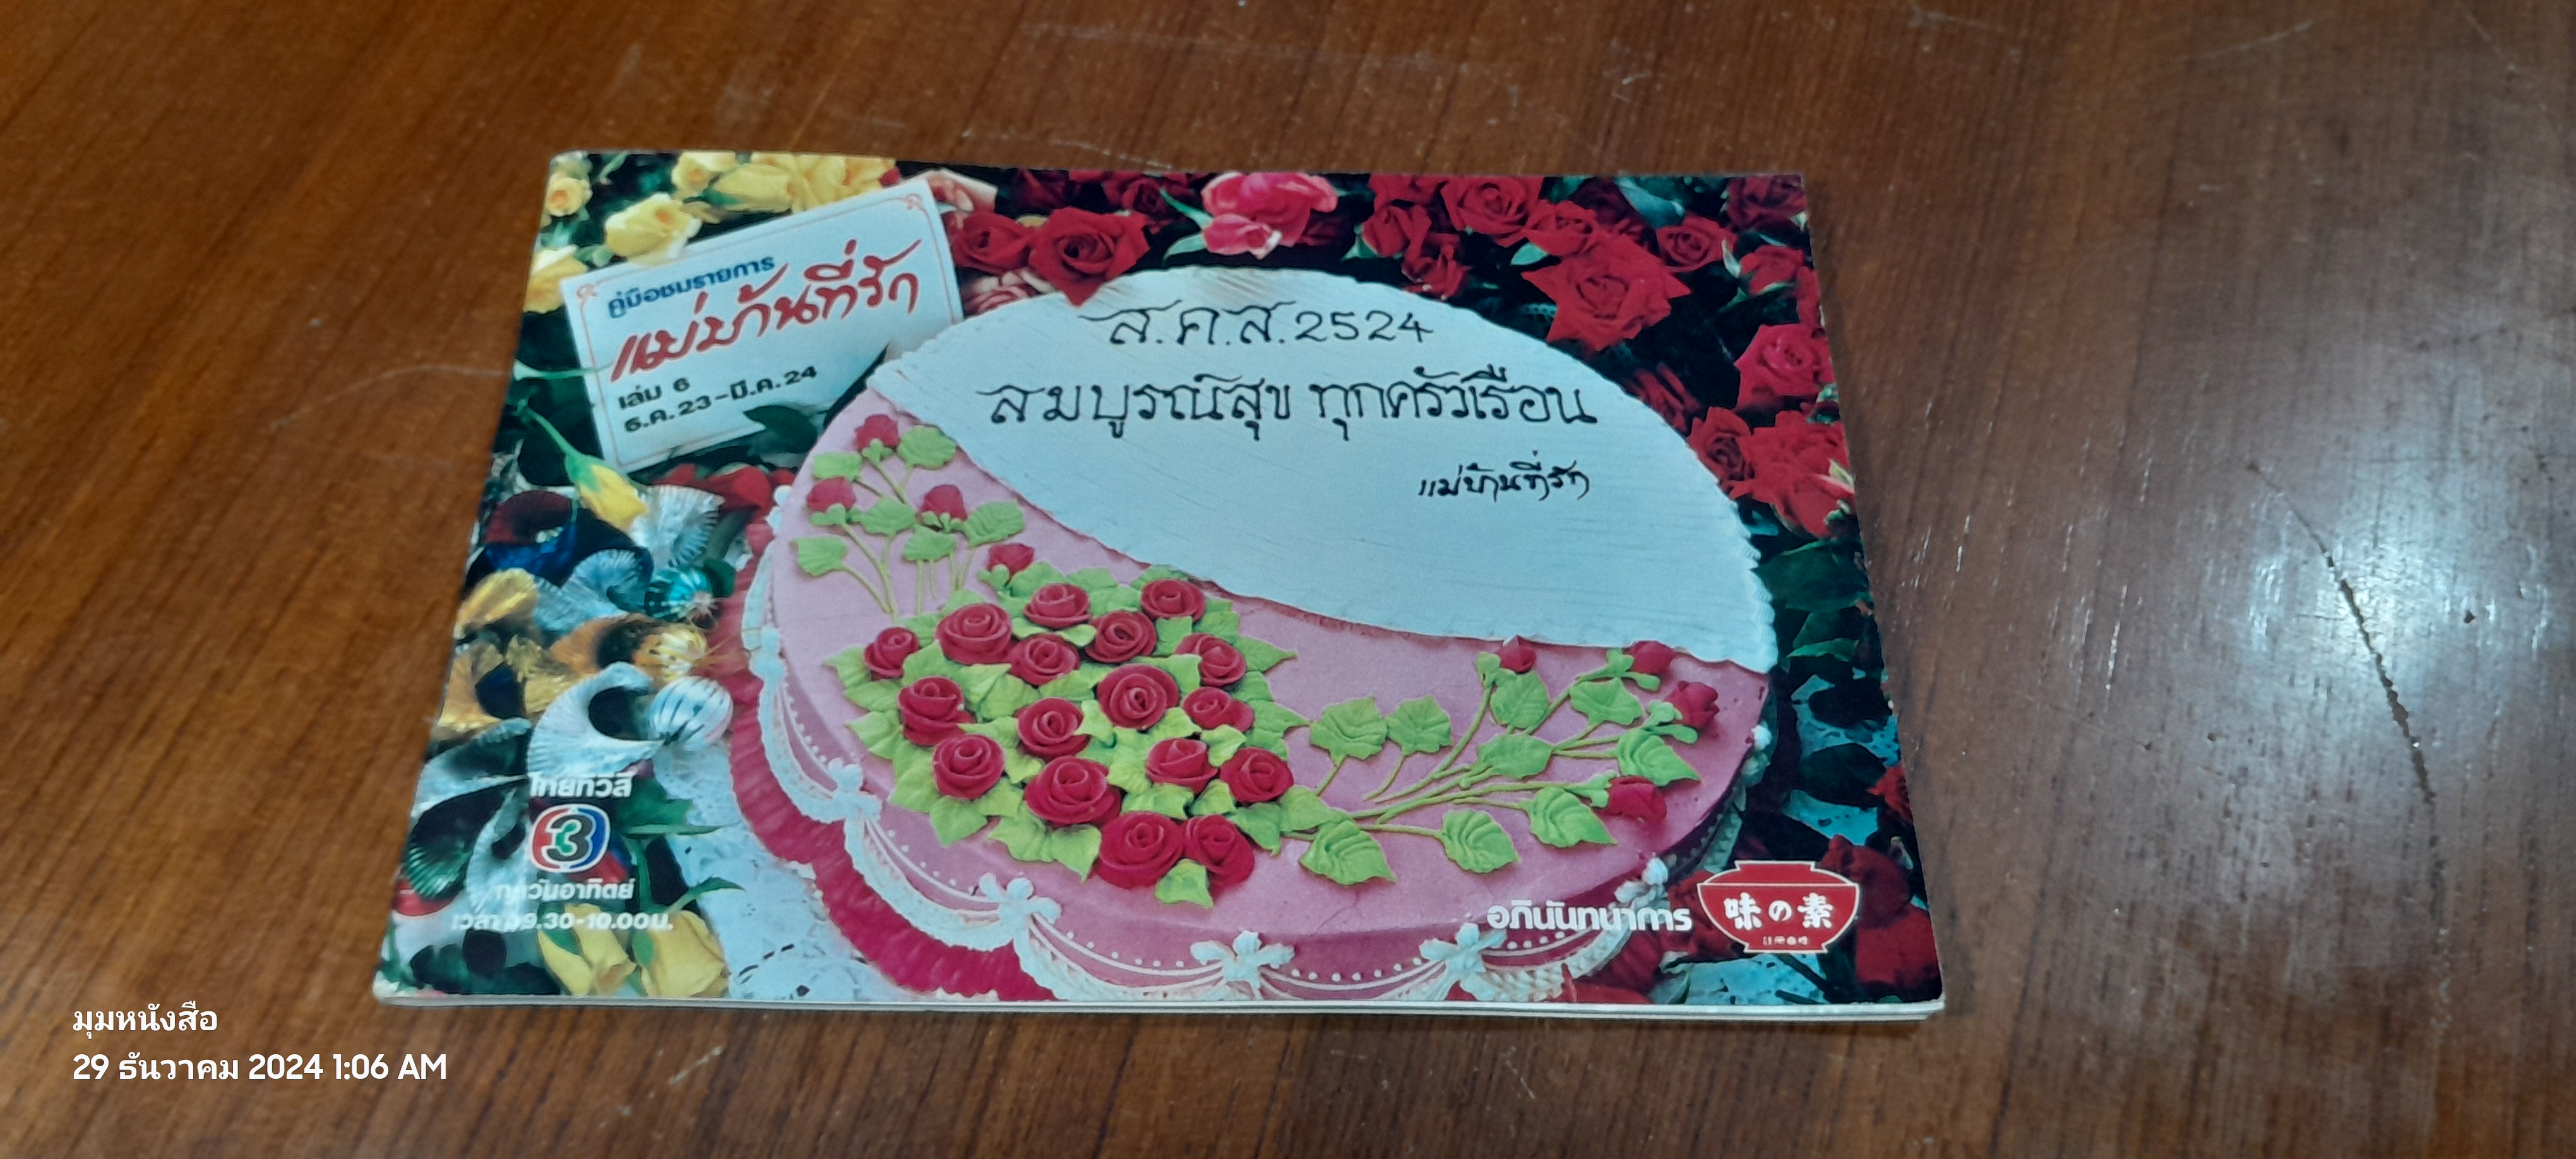 คู่มือชมรายการ
แม่บ้านที่รัก
เล่ม 6
ธ.ค.23-มี.ค.24
ส.ค.ส.2524
สมบูรณ์สุข ทุกครัวเรือน
แม่บ้านที่รัก
ไทยทีวีสี
3
ทุกวันอาทิตย์
เวลา 09.30-10.00น.
อภินันทนาการ
味の素
มุมหนังสือ
29 ธันวาคม 2024 1:06 AM